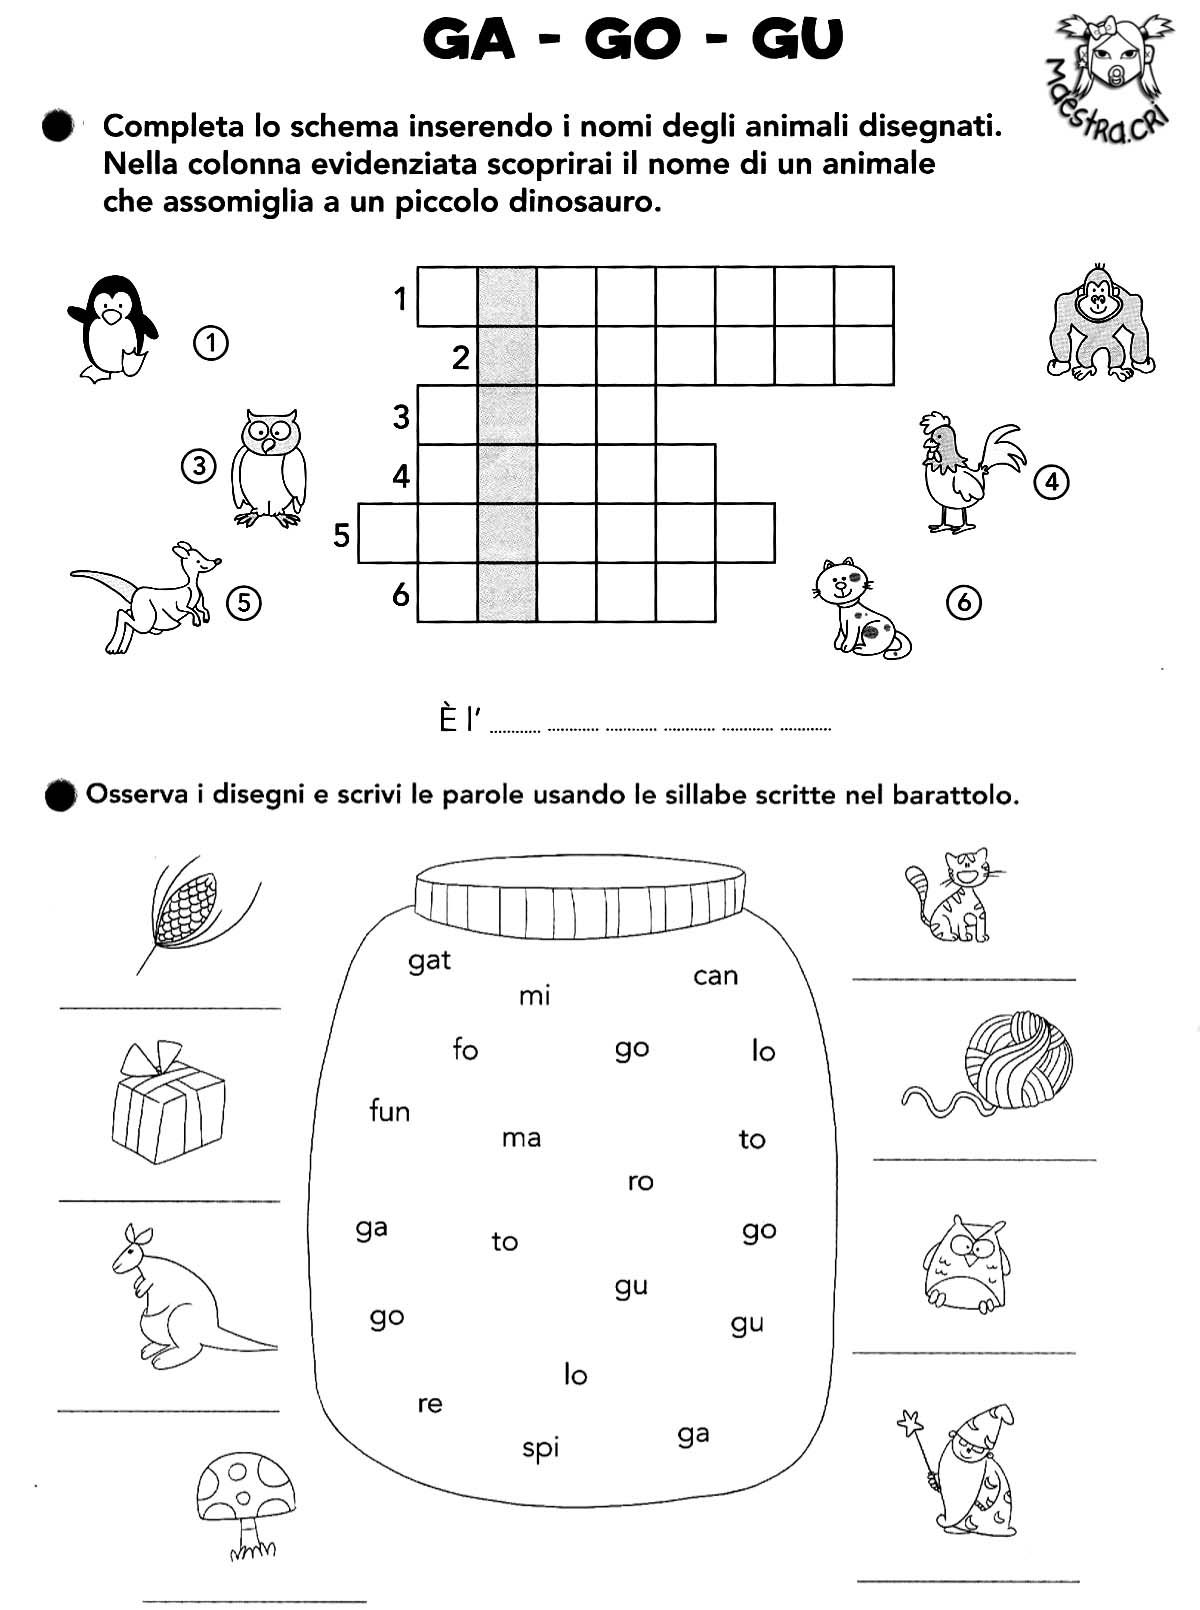 GA - GO - GU
Maestra.cri
Completa lo schema inserendo i nomi degli animali disegnati.
Nella colonna evidenziata scoprirai il nome di un animale
che assomiglia a un piccolo dinosauro.
1
1
2
3
3
4
4
5
5
6
6
È l' ........... ........... ........... ........... ........... ...........
Osserva i disegni e scrivi le parole usando le sillabe scritte nel barattolo.
gat
can
mi
fo
go
lo
fun
ma
to
ro
ga
to
go
gu
go
gu
lo
re
spi
ga